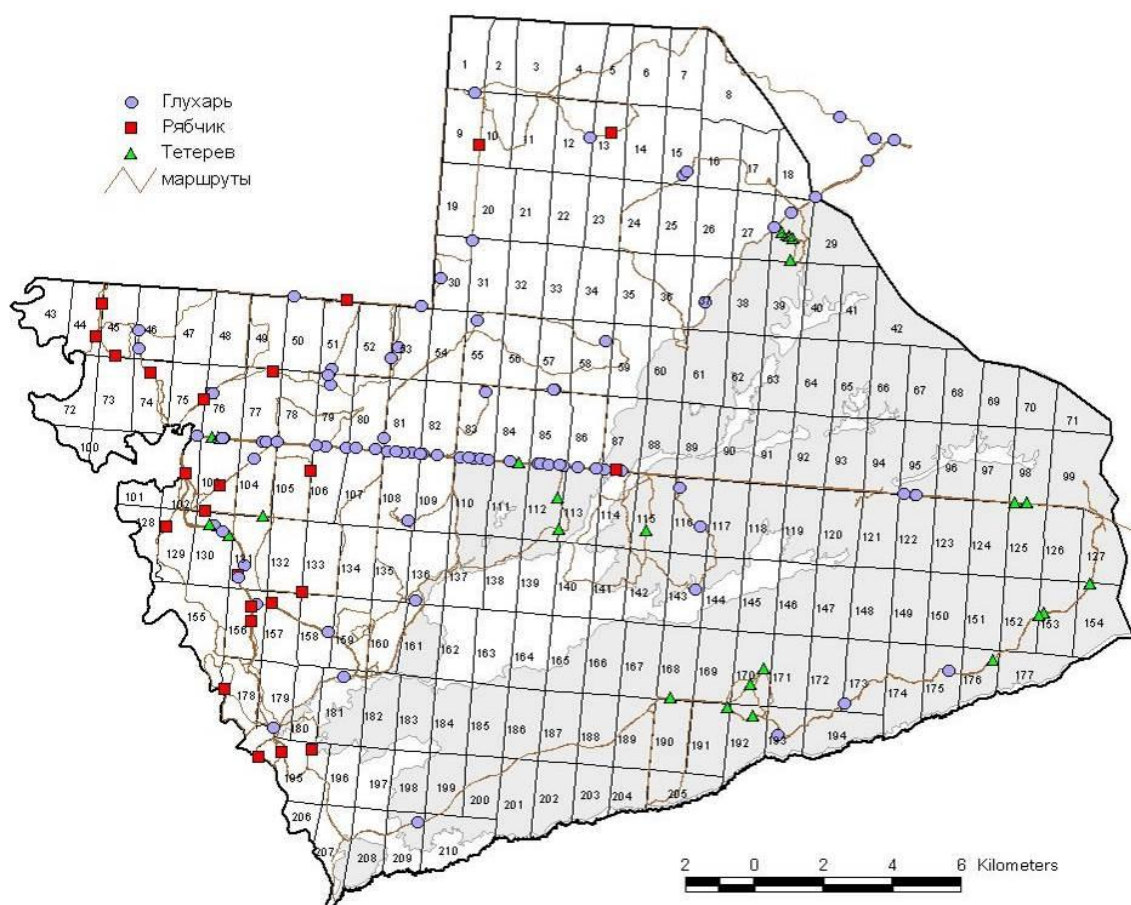 Глухарь
Рябчик
Тетерев
маршруты
1 2 3 4 5 6 7 8
9 10 11 12 13 14 15 16 17 18
19 20 21 22 23 24 25 26 27 29
30 31 32 33 34 35 36 37 38 39 40 41 42
43 44 45 46 47 48 49 50 51 52 53 54 55 56 57 58 59 60 61 62 63 64 65 66 67 68 69 70 71
72 73 74 75 76 77 78 79 80 81 82 83 84 85 86 87 88 89 90 91 92 93 94 95 96 97 98 99
100
101 102 104 105 106 107 108 109 110 111 112 113 114 115 116 117 118 119 120 121 122 123 124 125 126 127
128 129 130 131 132 133 134 135 136 137 138 139 140 141 142 143 144 145 146 147 148 149 150 151 152 153 154
155 156 157 158 159 160 161 162 163 164 165 166 167 168 169 170 171 172 173 174 175 176 177
178 179 180 181 182 183 184 185 186 187 188 189 190 191 192 193 194
195 196 197 198 199 200 201 202 203 204 205
206 207 208 209 210
2 0 2 4 6 Kilometers